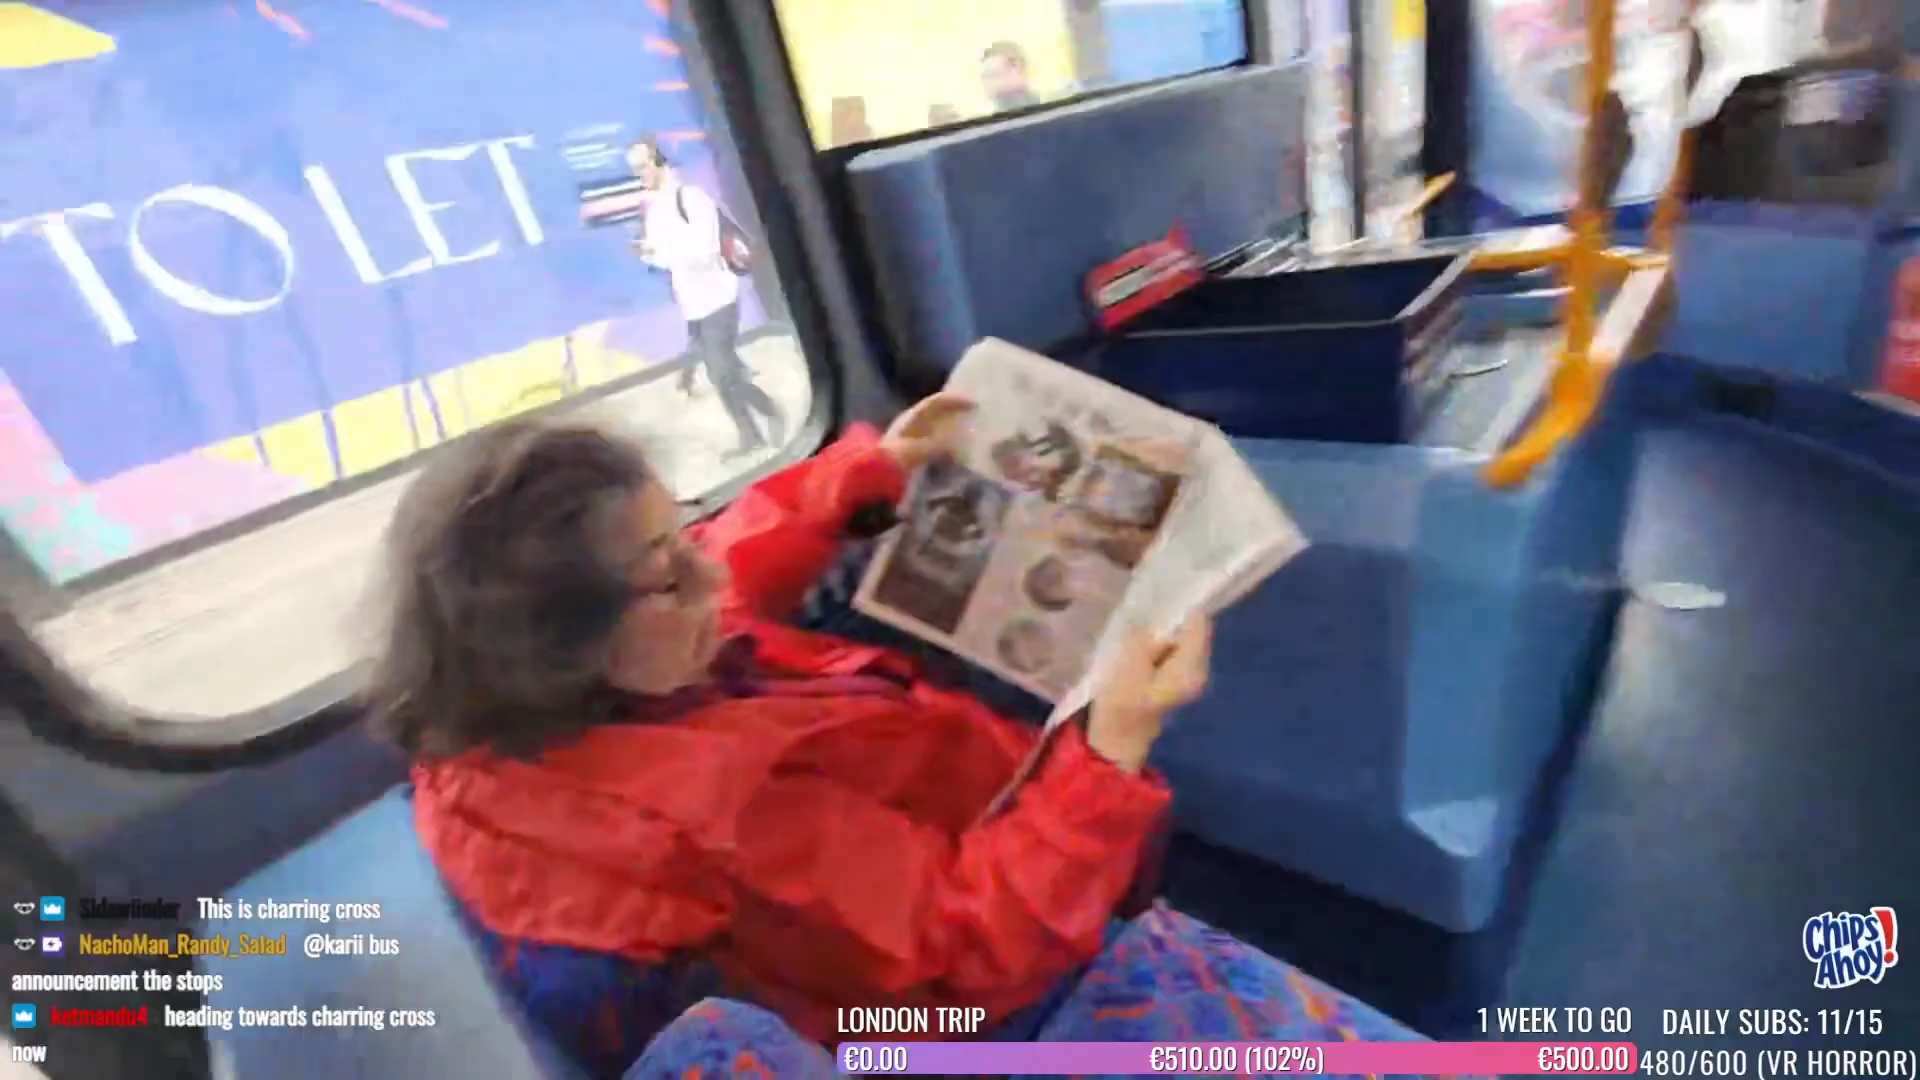 TO LET
Sidewiinder This is charring cross
NachoMan_Randy_Salad @karii bus
announcement the stops
katmandu4 heading towards charring cross
now
Chips
Ahoy!
LONDON TRIP
1 WEEK TO GO
DAILY SUBS: 11/15
€0.00
€510.00 (102%)
€500.00
480/600 (VR HORROR)